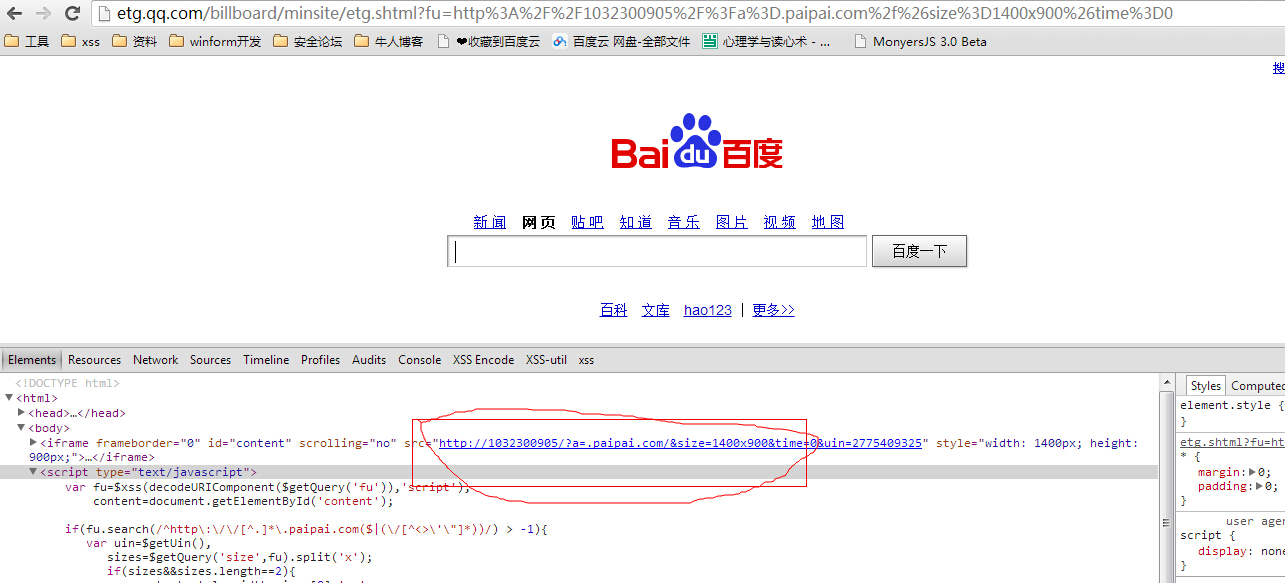 etg.qq.com/billboard/minsite/etg.shtml?fu=http%3A%2F%2F1032300905%2F%3Fa%3D.paipai.com%2f%26size%3D1400x900%26time%3D0
工具 xss 资料 winform开发 安全论坛 牛人博客 ❤收藏到百度云 百度云 网盘-全部文件 心理学与读心术 - ... MonyersJS 3.0 Beta
搜
Bai du 百度
新 闻 网 页 贴 吧 知 道 音 乐 图 片 视 频 地 图
百度一下
百科 文库 hao123 | 更多>>
Elements Resources Network Sources Timeline Profiles Audits Console XSS Encode XSS-util xss
<!DOCTYPE html>
<html>
<head>…</head>
<body>
<iframe frameborder="0" id="content" scrolling="no" src="http://1032300905/?a=.paipai.com/&size=1400x900&time=0&uin=2775409325" style="width: 1400px; height:
900px;">…</iframe>
<script type="text/javascript">
var fu=$xss(decodeURIComponent($getQuery('fu')),'script');
content=document.getElementById('content');
if(fu.search(/^http\:\/\/[^.]*\.paipai.com($|(\/[^<>\'\"]*))/) > -1){
var uin=$getUin(),
sizes=$getQuery('size',fu).split('x');
if(sizes&&sizes.length==2){
Styles Computed
element.style {
}
etg.shtml?fu=ht
* {
margin:0;
padding:0;
}
user agen
script {
display: none
}